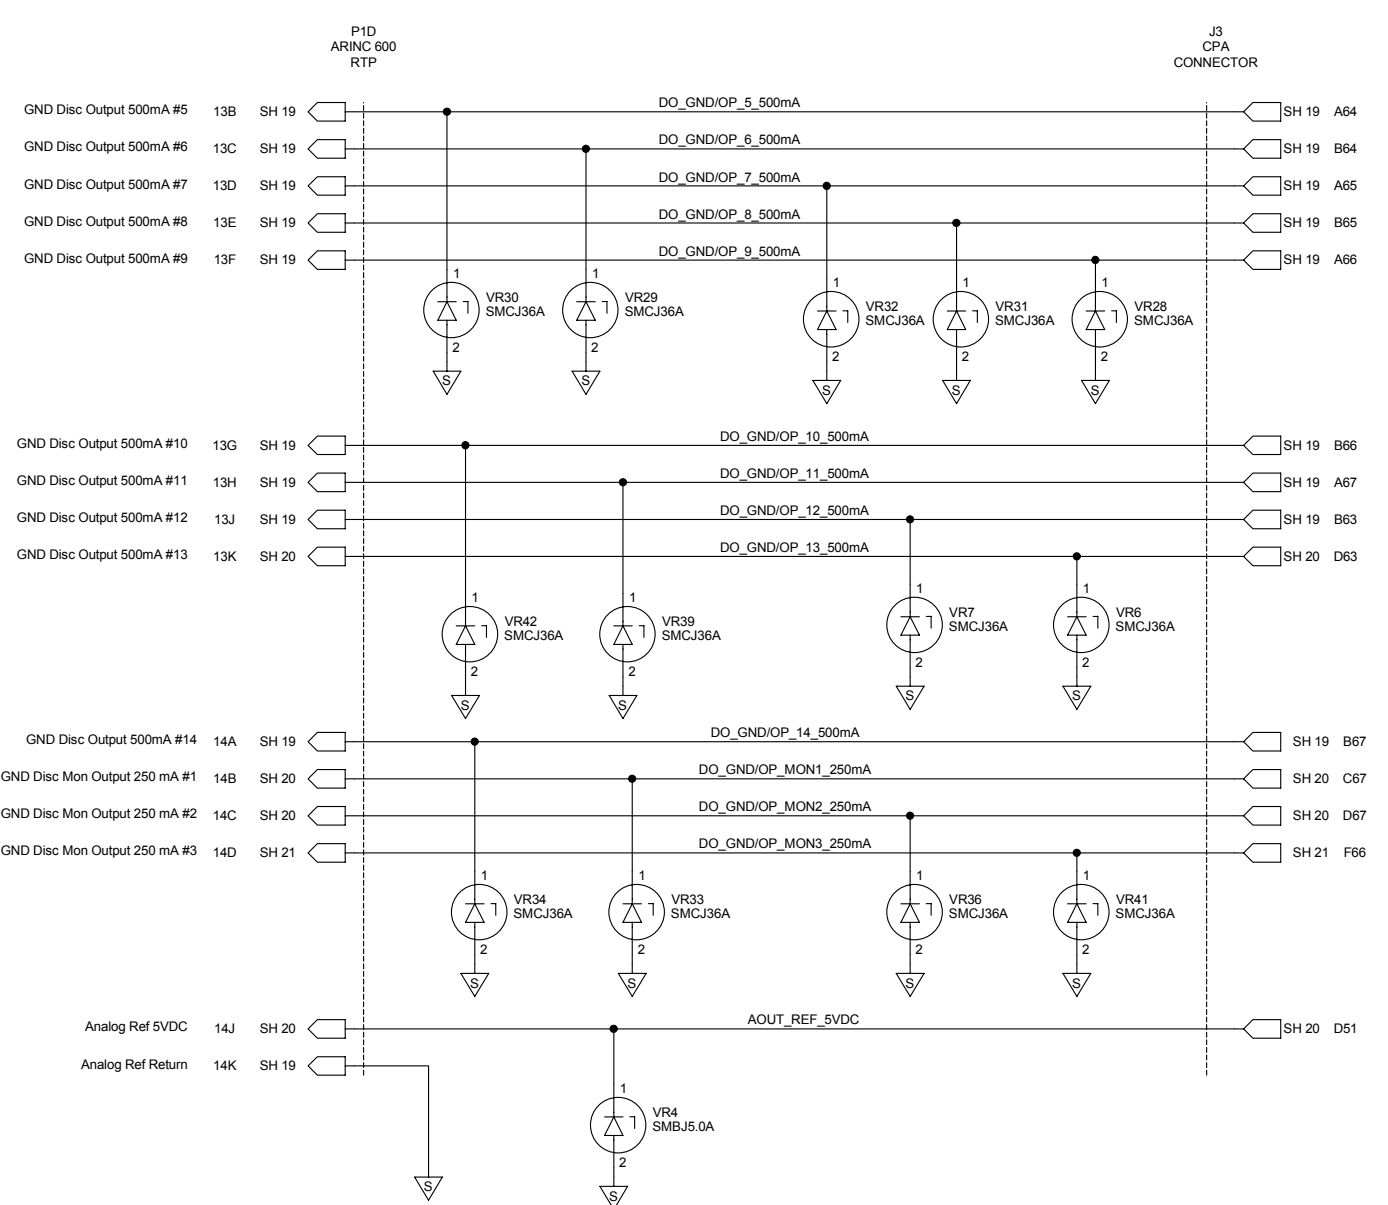 P1D
ARINC 600
RTP
J3
CPA
CONNECTOR
GND Disc Output 500mA #5 13B SH 19 DO_GND/OP_5_500mA SH 19 A64
GND Disc Output 500mA #6 13C SH 19 DO_GND/OP_6_500mA SH 19 B64
GND Disc Output 500mA #7 13D SH 19 DO_GND/OP_7_500mA SH 19 A65
GND Disc Output 500mA #8 13E SH 19 DO_GND/OP_8_500mA SH 19 B65
GND Disc Output 500mA #9 13F SH 19 DO_GND/OP_9_500mA SH 19 A66
1 1 1 1 1
VR30 VR29 VR32 VR31 VR28
SMCJ36A SMCJ36A SMCJ36A SMCJ36A SMCJ36A
2 2 2 2 2
S S S S S
GND Disc Output 500mA #10 13G SH 19 DO_GND/OP_10_500mA SH 19 B66
GND Disc Output 500mA #11 13H SH 19 DO_GND/OP_11_500mA SH 19 A67
GND Disc Output 500mA #12 13J SH 19 DO_GND/OP_12_500mA SH 19 B63
GND Disc Output 500mA #13 13K SH 20 DO_GND/OP_13_500mA SH 20 D63
1 1 1 1
VR42 VR39 VR7 VR6
SMCJ36A SMCJ36A SMCJ36A SMCJ36A
2 2 2 2
S S S S
GND Disc Output 500mA #14 14A SH 19 DO_GND/OP_14_500mA SH 19 B67
GND Disc Mon Output 250 mA #1 14B SH 20 DO_GND/OP_MON1_250mA SH 20 C67
GND Disc Mon Output 250 mA #2 14C SH 20 DO_GND/OP_MON2_250mA SH 20 D67
GND Disc Mon Output 250 mA #3 14D SH 21 DO_GND/OP_MON3_250mA SH 21 F66
1 1 1 1
VR34 VR33 VR36 VR41
SMCJ36A SMCJ36A SMCJ36A SMCJ36A
2 2 2 2
S S S S
Analog Ref 5VDC 14J SH 20 AOUT_REF_5VDC SH 20 D51
Analog Ref Return 14K SH 19
1
VR4
SMBJ5.0A
2
S S